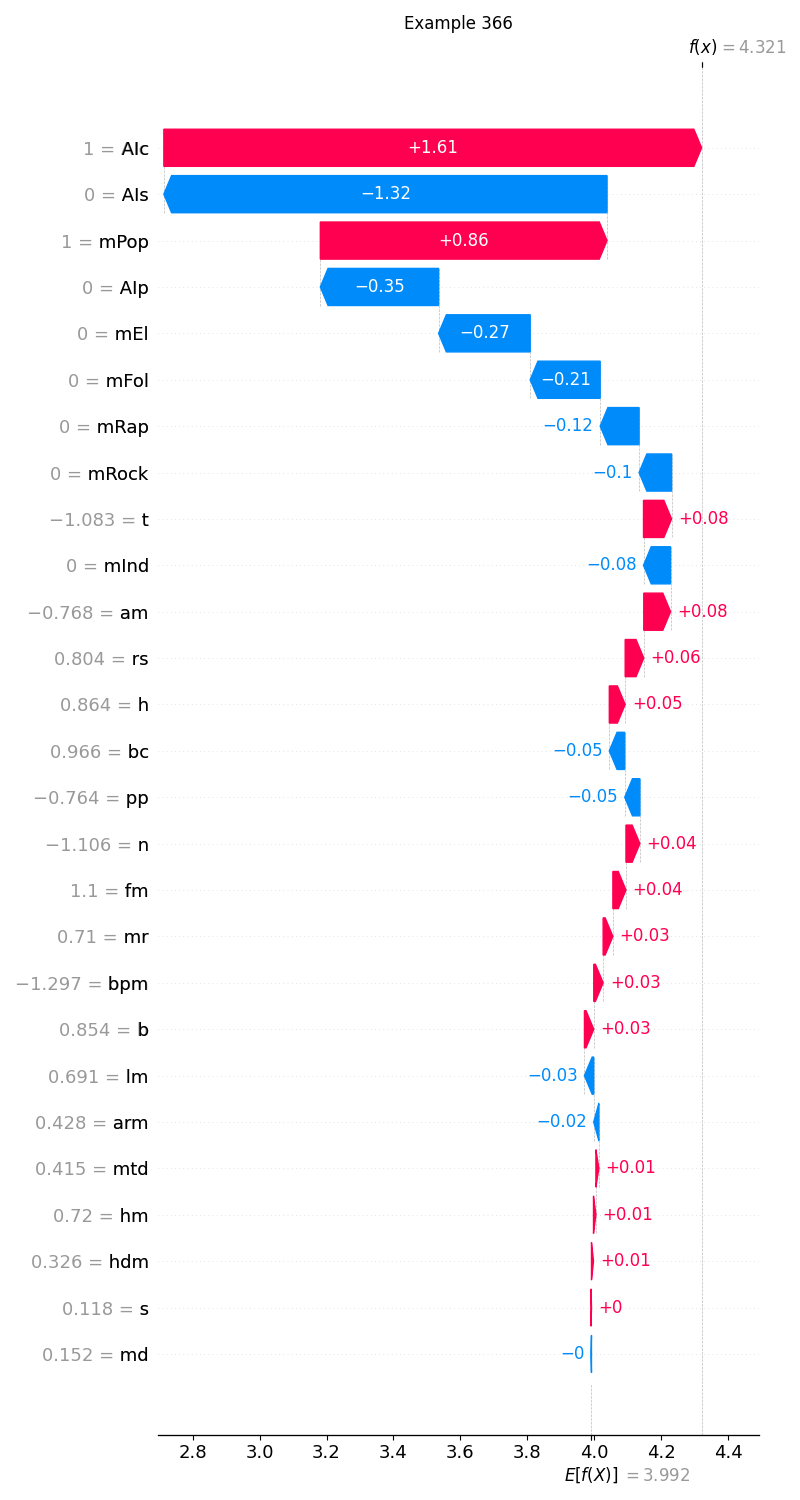 Example 366
f(x) = 4.321
1 = AIc +1.61
0 = AIs −1.32
1 = mPop +0.86
0 = AIp −0.35
0 = mEl −0.27
0 = mFol −0.21
0 = mRap −0.12
0 = mRock −0.1
−1.083 = t +0.08
0 = mInd −0.08
−0.768 = am +0.08
0.804 = rs +0.06
0.864 = h +0.05
0.966 = bc −0.05
−0.764 = pp −0.05
−1.106 = n +0.04
1.1 = fm +0.04
0.71 = mr +0.03
−1.297 = bpm +0.03
0.854 = b +0.03
0.691 = lm −0.03
0.428 = arm −0.02
0.415 = mtd +0.01
0.72 = hm +0.01
0.326 = hdm +0.01
0.118 = s +0
0.152 = md −0
2.8 3.0 3.2 3.4 3.6 3.8 4.0 4.2 4.4
E[f(X)] = 3.992